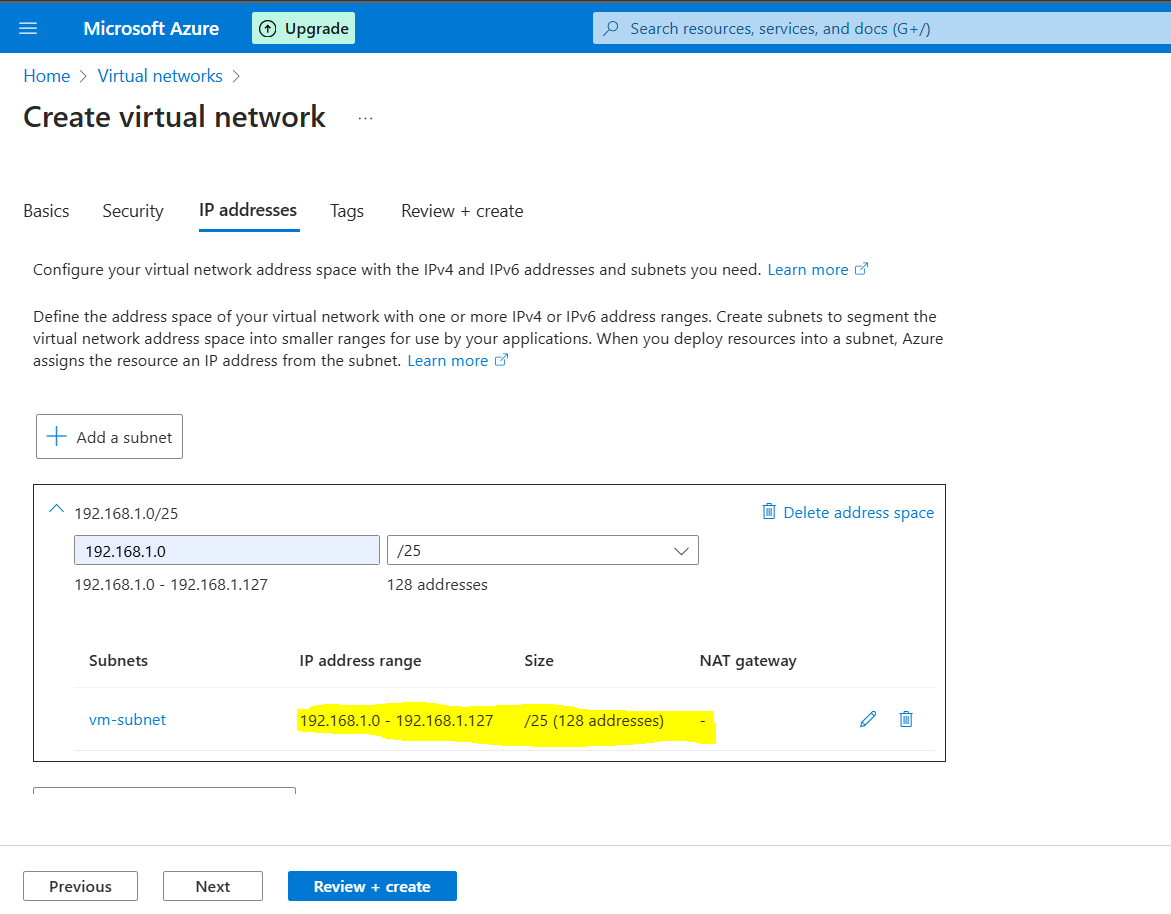 Microsoft Azure
Upgrade
Search resources, services, and docs (G+/)
Home > Virtual networks >
Create virtual network ...
Basics
Security
IP addresses
Tags
Review + create
Configure your virtual network address space with the IPv4 and IPv6 addresses and subnets you need. Learn more
Define the address space of your virtual network with one or more IPv4 or IPv6 address ranges. Create subnets to segment the
virtual network address space into smaller ranges for use by your applications. When you deploy resources into a subnet, Azure
assigns the resource an IP address from the subnet. Learn more
+ Add a subnet
192.168.1.0/25
Delete address space
192.168.1.0
/25
192.168.1.0 - 192.168.1.127
128 addresses
Subnets
IP address range
Size
NAT gateway
vm-subnet
192.168.1.0 - 192.168.1.127
/25 (128 addresses)
-
Previous
Next
Review + create